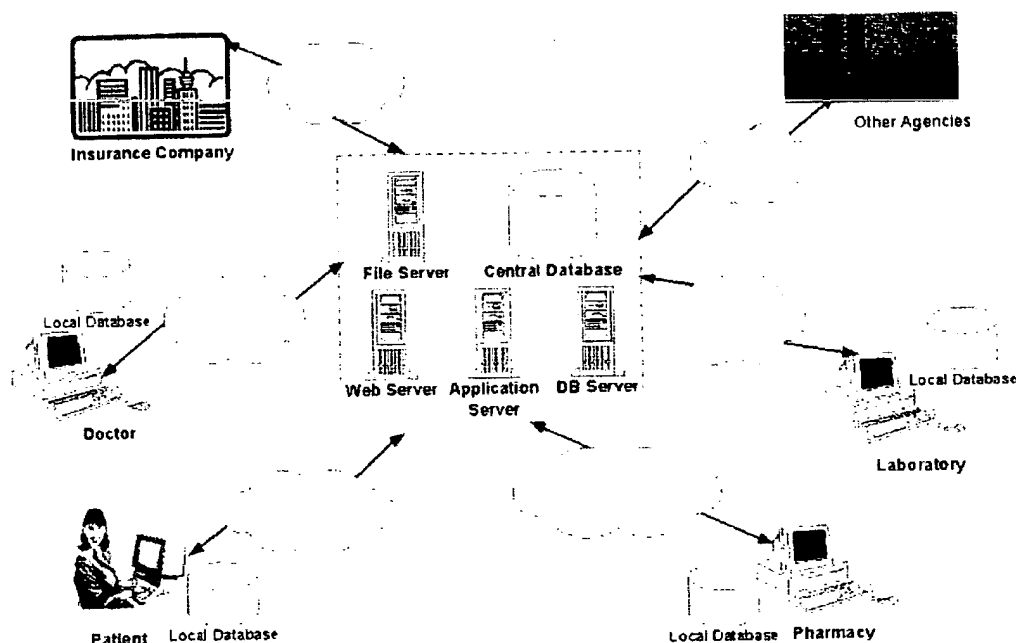 Other Agencies
Insurance Company
File Server
Central Database
Local Database
Web Server
Application
Server
DB Server
Local Database
Doctor
Laboratory
Patient
Local Database
Local Database
Pharmacy